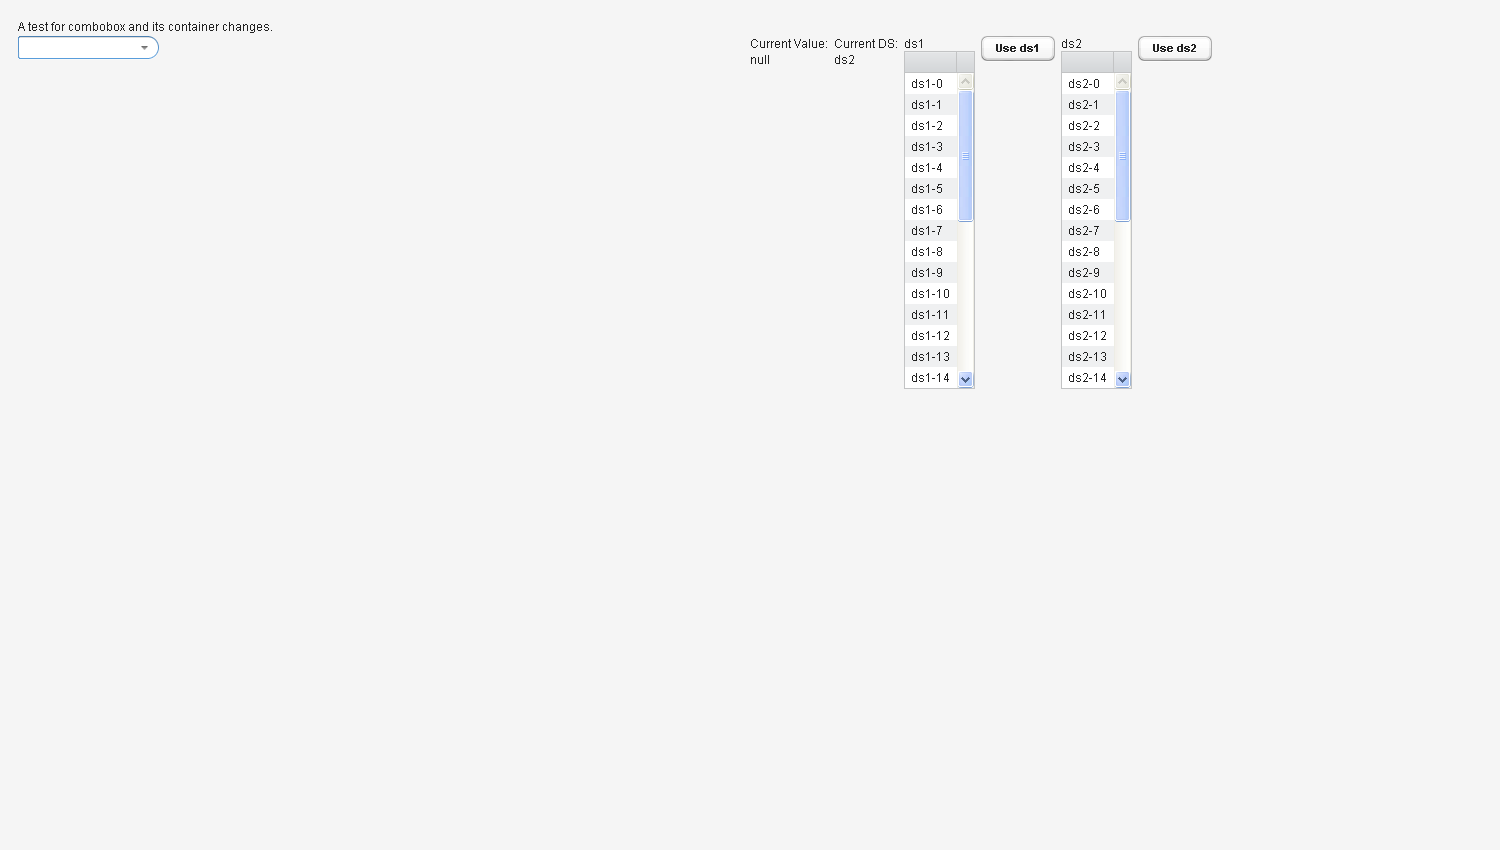 A test for combobox and its container changes.
Current Value:
null
Current DS:
ds2
ds1
ds1-0
ds1-1
ds1-2
ds1-3
ds1-4
ds1-5
ds1-6
ds1-7
ds1-8
ds1-9
ds1-10
ds1-11
ds1-12
ds1-13
ds1-14
Use ds1
ds2
ds2-0
ds2-1
ds2-2
ds2-3
ds2-4
ds2-5
ds2-6
ds2-7
ds2-8
ds2-9
ds2-10
ds2-11
ds2-12
ds2-13
ds2-14
Use ds2